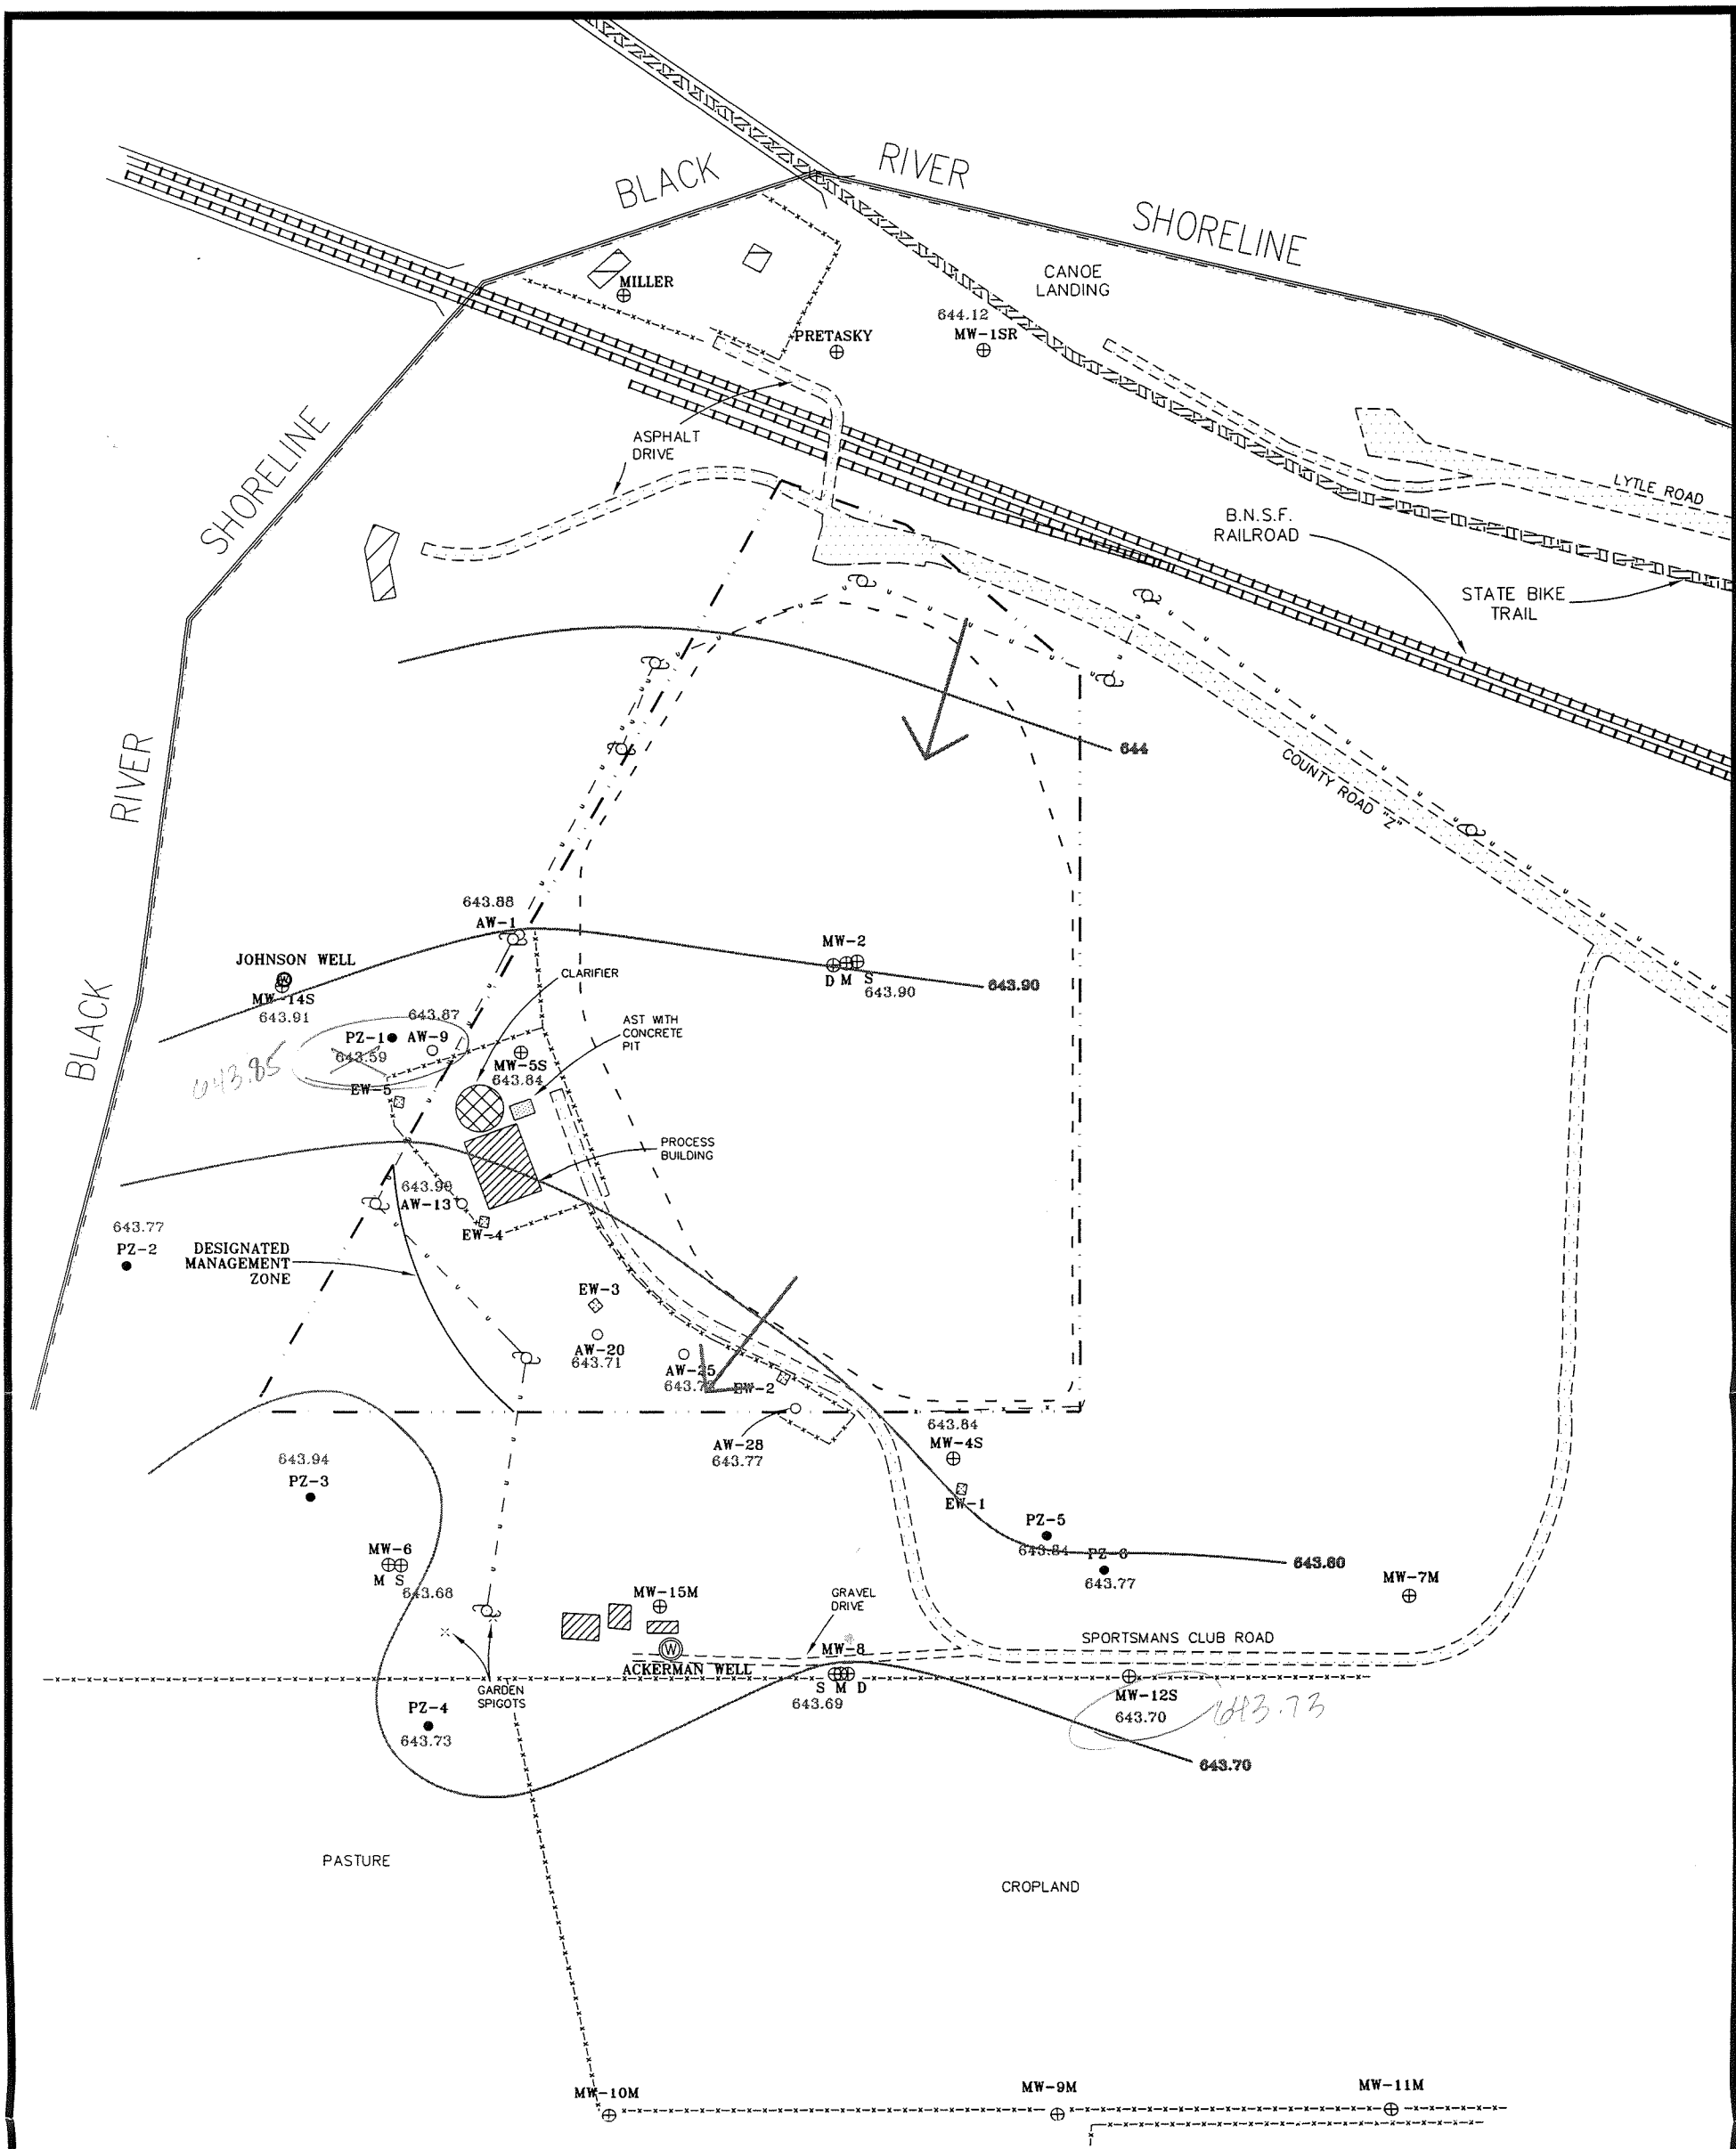 BLACK
RIVER
SHORELINE
CANOE
LANDING
MILLER
644.12
PRETASKY
MW-1SR
ASPHALT
DRIVE
SHORELINE
LYTLE ROAD
B.N.S.F.
RAILROAD
STATE BIKE
TRAIL
RIVER
BLACK
644
COUNTY ROAD "Z"
643.88
AW-1
MW-2
D M S
643.90
643.90
JOHNSON WELL
W
MW-14S
643.91
CLARIFIER
643.87
PZ-1
AW-9
643.59
643.85
AST WITH
CONCRETE
PIT
MW-5S
643.84
EW-5
PROCESS
BUILDING
643.90
AW-13
EW-4
643.77
PZ-2
DESIGNATED
MANAGEMENT
ZONE
EW-3
AW-20
643.71
AW-25
EW-2
AW-28
643.77
643.84
MW-4S
EW-1
643.94
PZ-3
PZ-5
643.84
PZ-6
643.77
643.80
MW-6
M S
643.68
MW-7M
MW-15M
GRAVEL
DRIVE
SPORTSMANS CLUB ROAD
W
ACKERMAN WELL
MW-8
S M D
643.69
GARDEN
SPIGOTS
MW-12S
643.70
643.73
PZ-4
643.73
643.70
PASTURE
CROPLAND
MW-10M
MW-9M
MW-11M